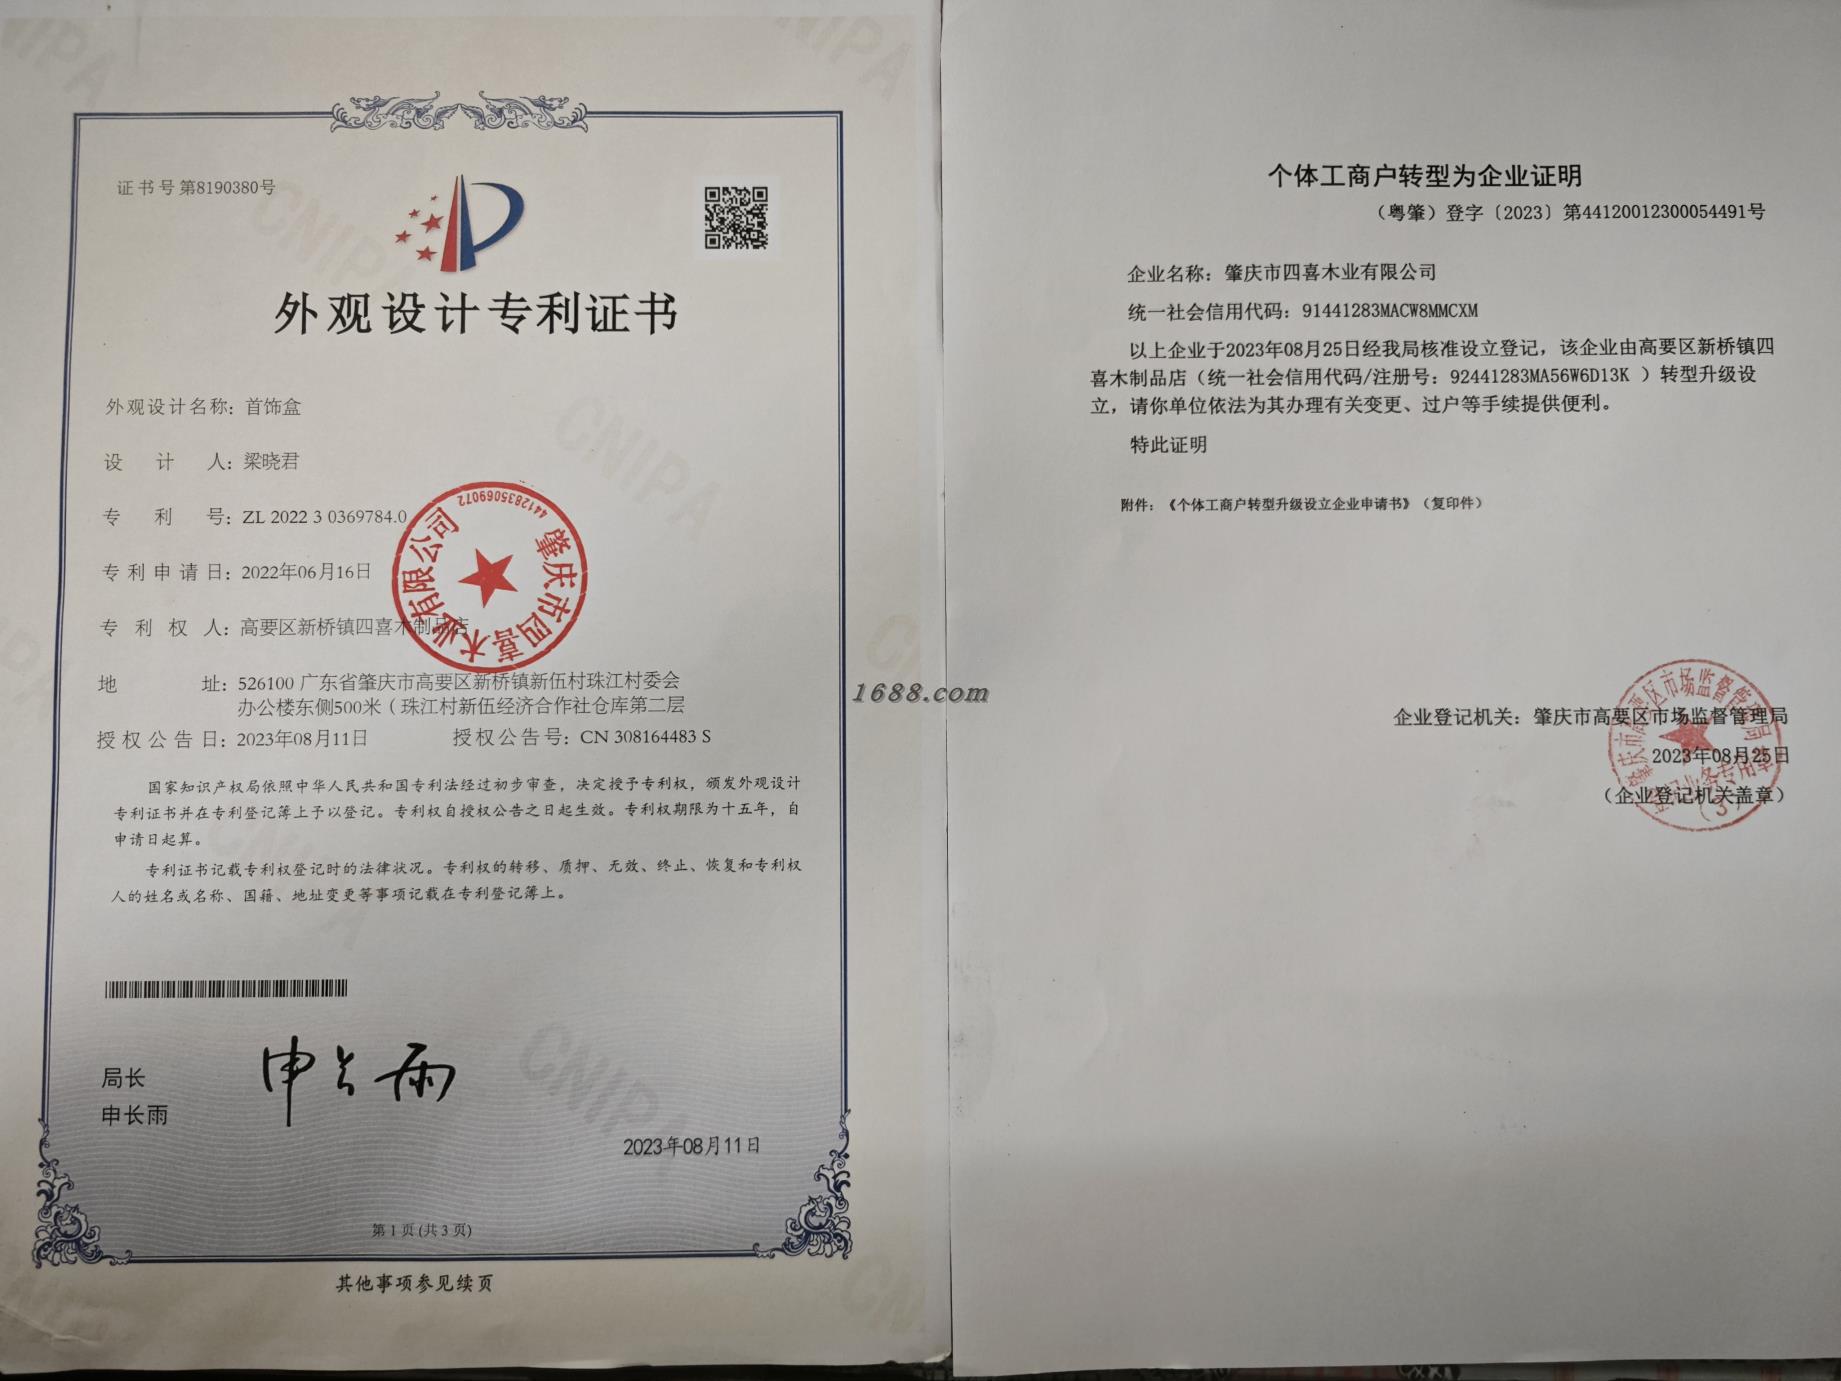 证书号第8190380号
外观设计专利证书
外观设计名称：首饰盒
设计人：梁晓君
专利号：ZL 2022 3 0369784.0
专利申请日：2022年06月16日
专利权人：高要区新桥镇四喜木制品店
地址：526100 广东省肇庆市高要区新桥镇新伍村珠江村委会
办公楼东侧500米（珠江村新伍经济合作社仓库第二层
授权公告日：2023年08月11日 授权公告号：CN 308164483 S
国家知识产权局依照中华人民共和国专利法经过初步审查，决定授予专利权，颁发外观设计
专利证书并在专利登记簿上予以登记。专利权自授权公告之日起生效。专利权期限为十五年，自
申请日起算。
专利证书记载专利权登记时的法律状况。专利权的转移、质押、无效、终止、恢复和专利权
人的姓名或名称、国籍、地址变更等事项记载在专利登记簿上。
局长
申长雨
申长雨
2023年08月11日
第 1 页 (共 3 页)
其他事项参见续页
肇庆市四喜木业有限公司
4412835069072
CNIPA
CNIPA
CNIPA
CNIPA
CNIPA
1688.com
个体工商户转型为企业证明
（粤肇）登字〔2023〕第44120012300054491号
企业名称：肇庆市四喜木业有限公司
统一社会信用代码：91441283MACW8MMCXM
以上企业于2023年08月25日经我局核准设立登记，该企业由高要区新桥镇四
喜木制品店（统一社会信用代码/注册号：92441283MA56W6D13K ）转型升级设
立，请你单位依法为其办理有关变更、过户等手续提供便利。
特此证明
附件：《个体工商户转型升级设立企业申请书》（复印件）
企业登记机关：肇庆市高要区市场监督管理局
2023年08月25日
（企业登记机关盖章）
肇庆市高要区市场监督管理局
(3)